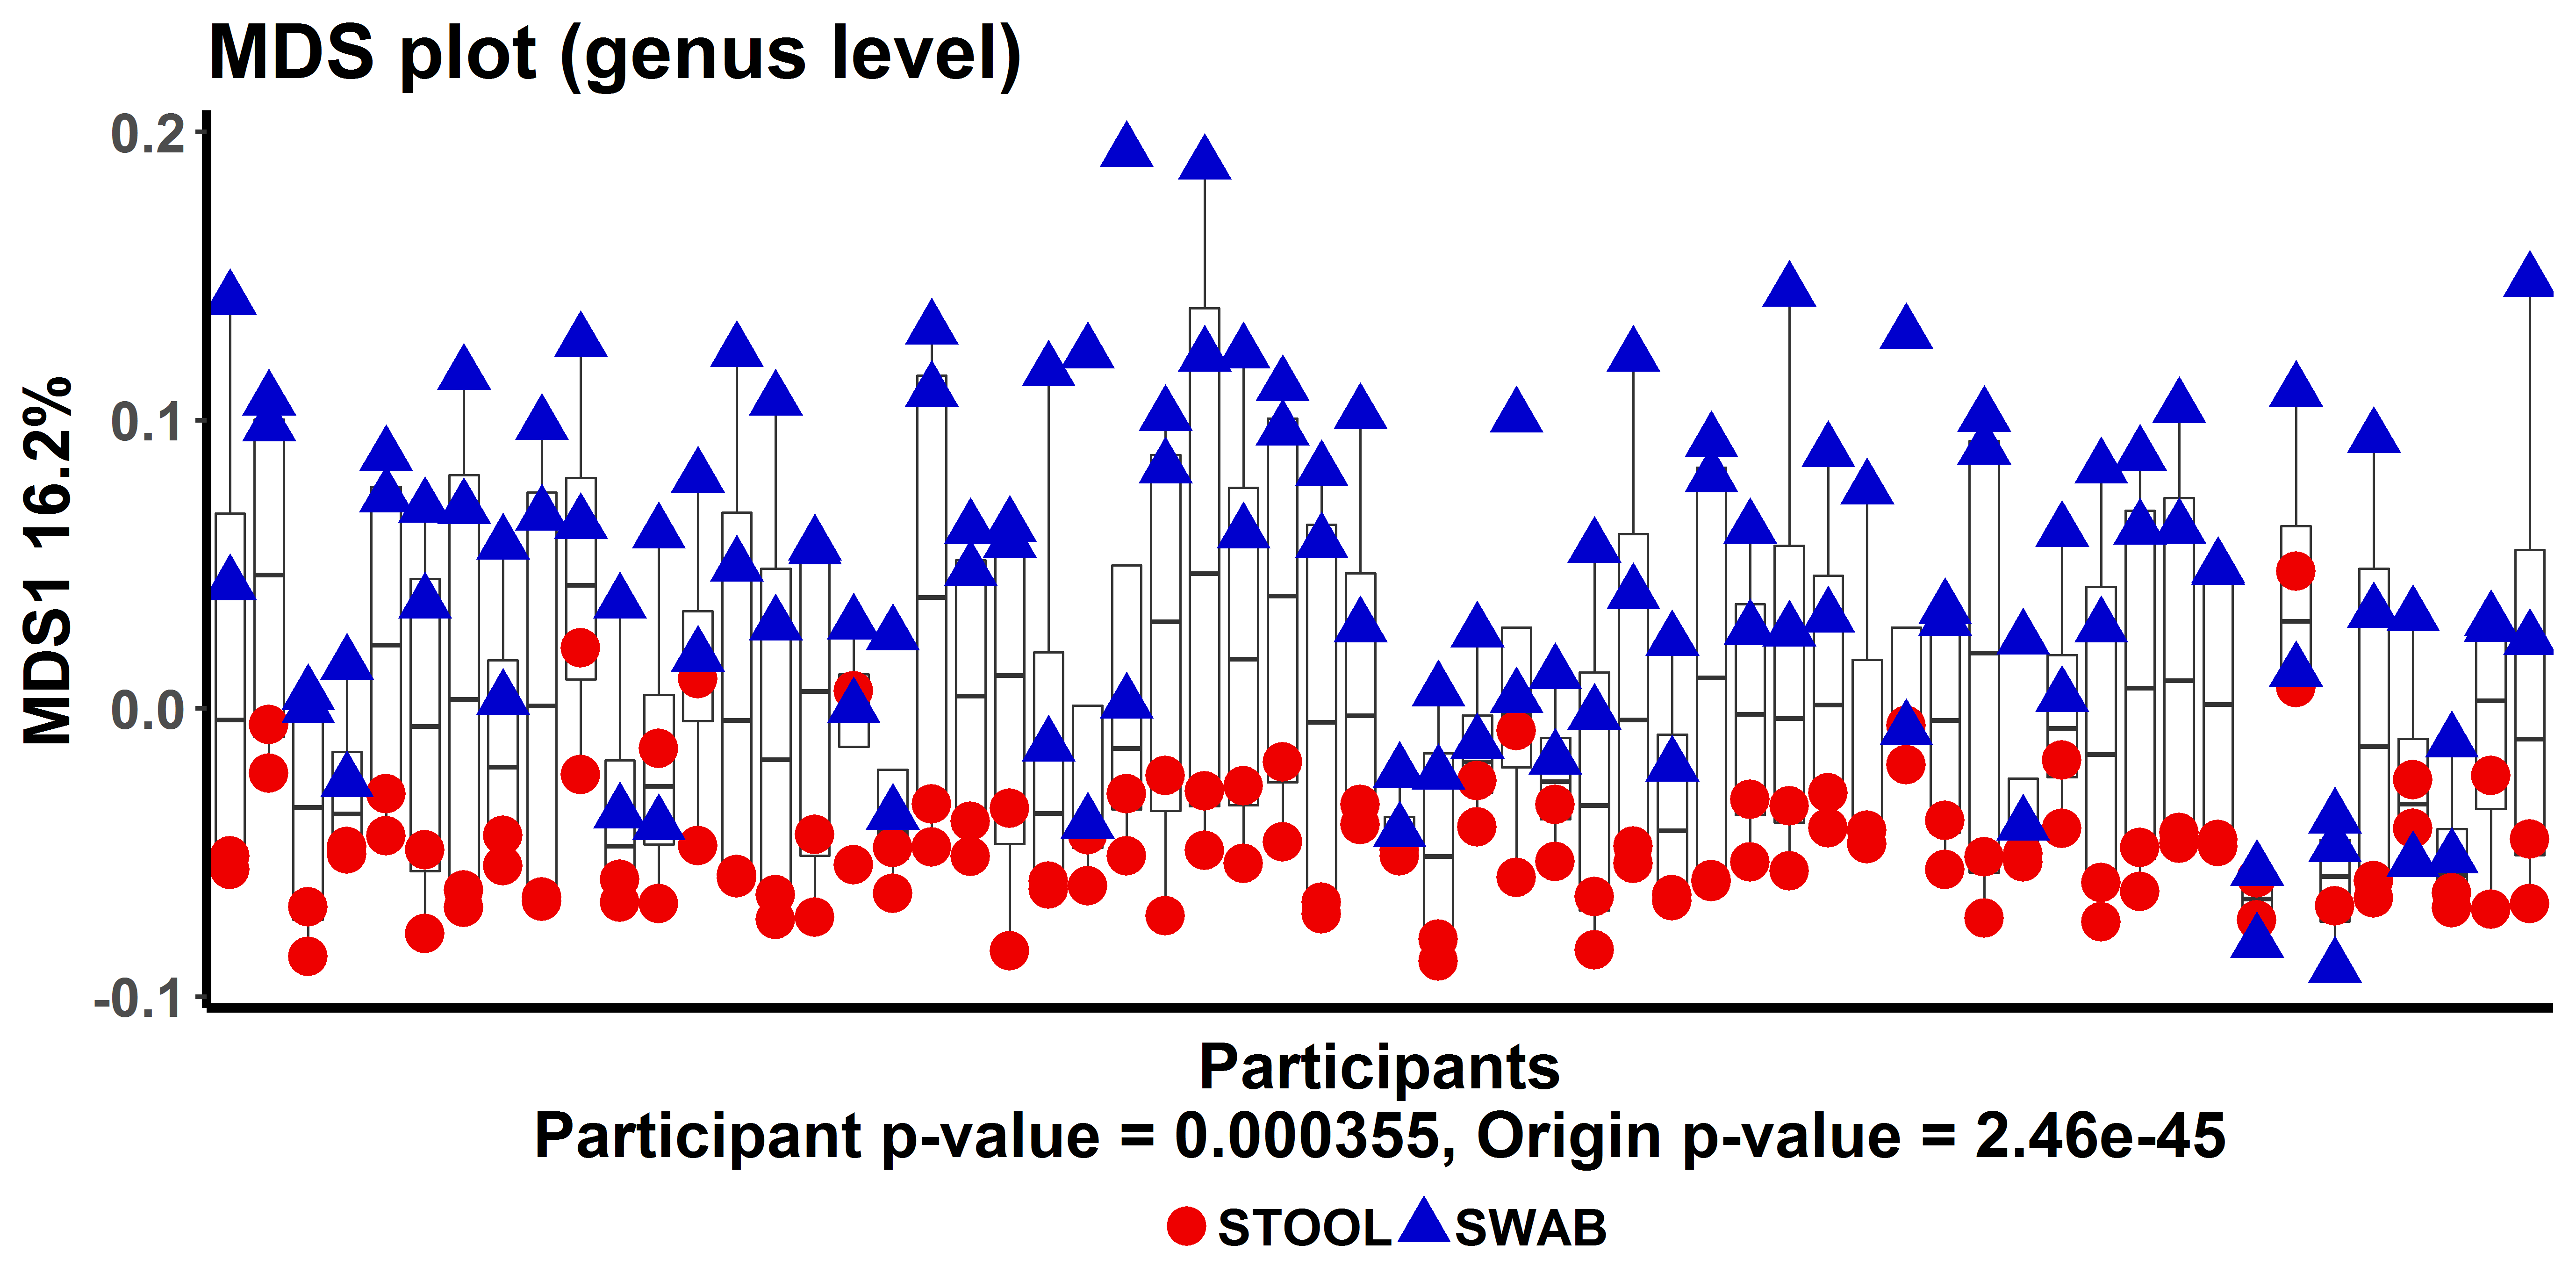 MDS plot (genus level)
0.2
0.1
0.0
-0.1
MDS1 16.2%
Participants
Participant p-value = 0.000355, Origin p-value = 2.46e-45
STOOL SWAB